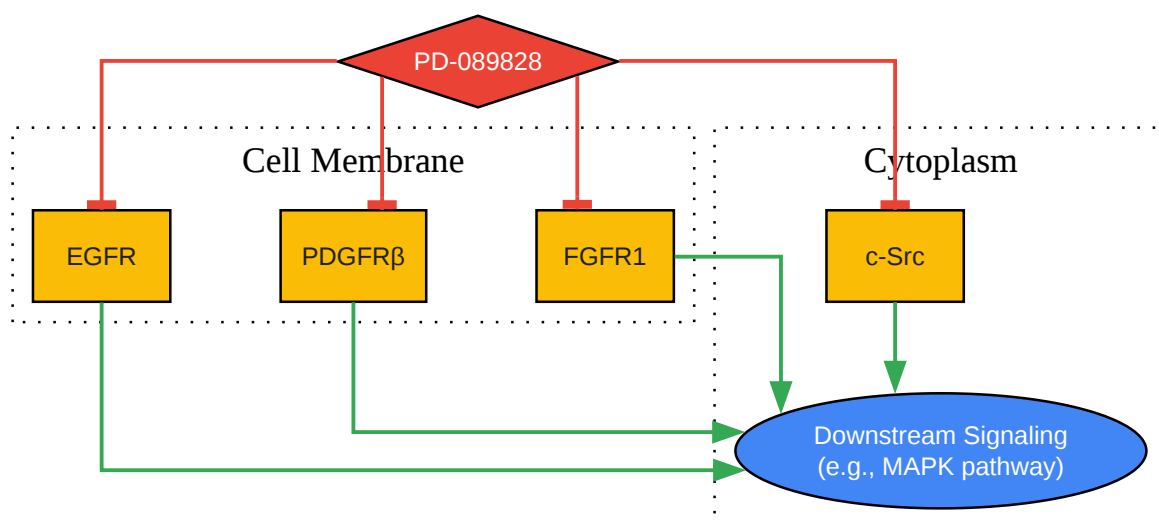 PD-089828
Cell Membrane
Cytoplasm
EGFR
PDGFRβ
FGFR1
c-Src
Downstream Signaling
(e.g., MAPK pathway)